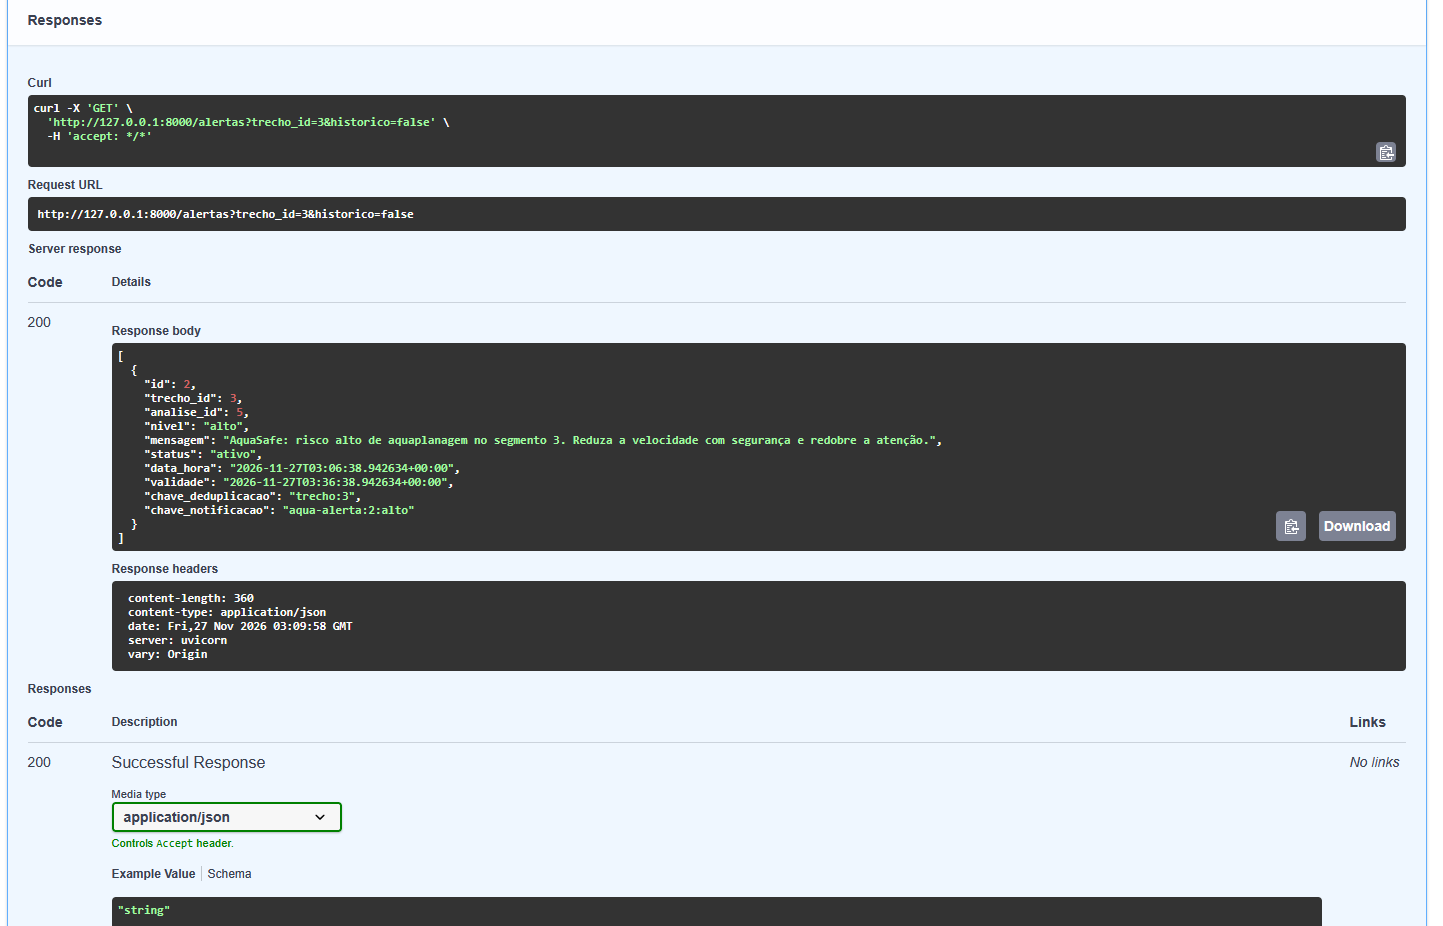 Responses
Curl
curl -X 'GET' \
  'http://127.0.0.1:8000/alertas?trecho_id=3&historico=false' \
  -H 'accept: */*'
Request URL
http://127.0.0.1:8000/alertas?trecho_id=3&historico=false
Server response
Code Details
200
Response body
[
  {
    "id": 2,
    "trecho_id": 3,
    "analise_id": 5,
    "nivel": "alto",
    "mensagem": "AquaSafe: risco alto de aquaplanagem no segmento 3. Reduza a velocidade com segurança e redobre a atenção.",
    "status": "ativo",
    "data_hora": "2026-11-27T03:06:38.942634+00:00",
    "validade": "2026-11-27T03:36:38.942634+00:00",
    "chave_deduplicacao": "trecho:3",
    "chave_notificacao": "aqua-alerta:2:alto"
  }
]
Download
Response headers
content-length: 360
content-type: application/json
date: Fri,27 Nov 2026 03:09:58 GMT
server: uvicorn
vary: Origin
Responses
Code Description Links
200 Successful Response No links
Media type
application/json
Controls Accept header.
Example Value Schema
"string"